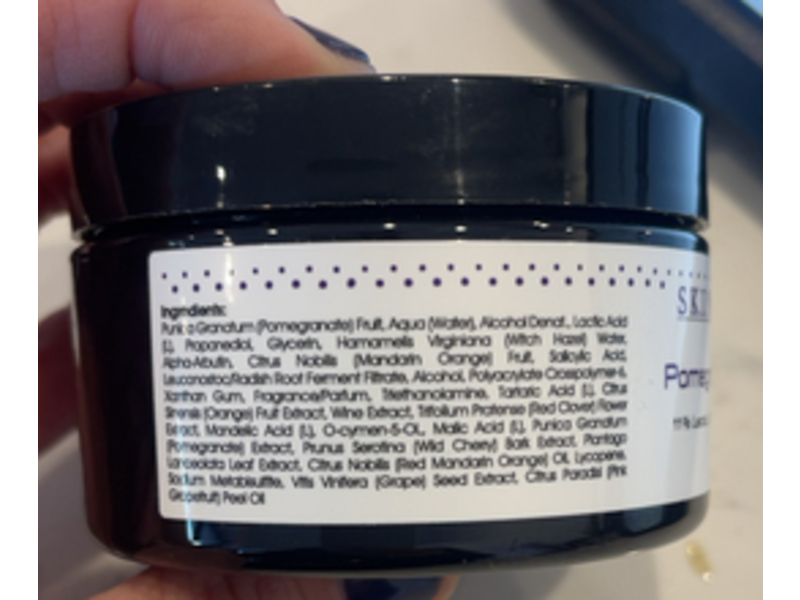 Ingrndients:
Punic a Granatum (Pomegranate) Fruit, Aqua (Water), Alcohol Denat., Lactic Acid
(L), Propanediol, Glycerin, Hamamelis Virginiana (Witch Hazel) Water,
Alpha-Arbutin, Citrus Nobilis (Mandarin Orange) Fruit, Salicylic Acid,
Leuconostoc/Radish Root Ferment Filtrate, Alcohol, Polyacrylate Crosspolymer-6,
Xanthan Gum, Fragrance/Parfum, Triethanolamine, Tartaric Acid (L), Citrus
Sinensis (Orange) Fruit Extract, Wine Extract, Trifolium Pratense (Red Clover) Flower
Extract, Mandelic Acid (L), O-cymen-5-OL, Malic Acid (L), Punica Granatum
(Pomegranate) Extract, Prunus Serotina (Wild Cherry) Bark Extract, Plantago
Lanceolata Leaf Extract, Citrus Nobilis (Red Mandarin Orange) Oil, Lycopene,
Sodium Metabisulfite, Vitis Vinifera (Grape) Seed Extract, Citrus Paradisi (Pink
Grapefruit) Peel Oil
SKI
Pome
11%